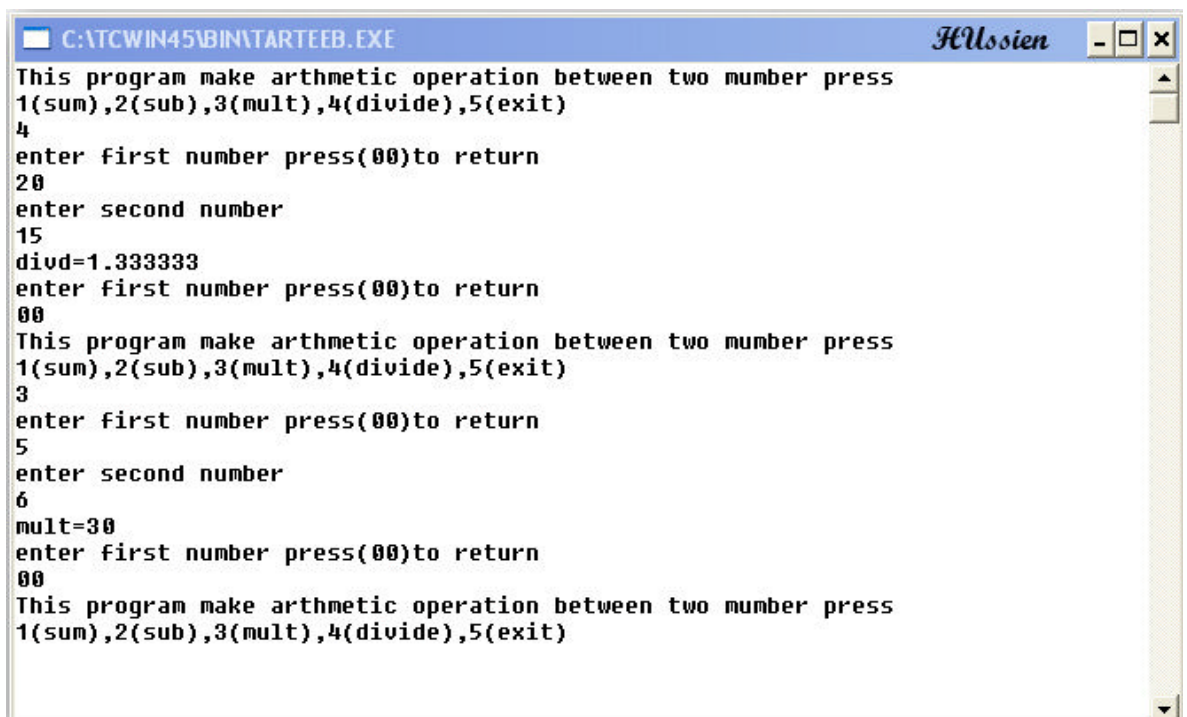 C:\TCWIN45\BIN\TARTEEB.EXE HUssien
This program make arthmetic operation between two mumber press
1(sum),2(sub),3(mult),4(divide),5(exit)
4
enter first number press(00)to return
20
enter second number
15
divd=1.333333
enter first number press(00)to return
00
This program make arthmetic operation between two mumber press
1(sum),2(sub),3(mult),4(divide),5(exit)
3
enter first number press(00)to return
5
enter second number
6
mult=30
enter first number press(00)to return
00
This program make arthmetic operation between two mumber press
1(sum),2(sub),3(mult),4(divide),5(exit)